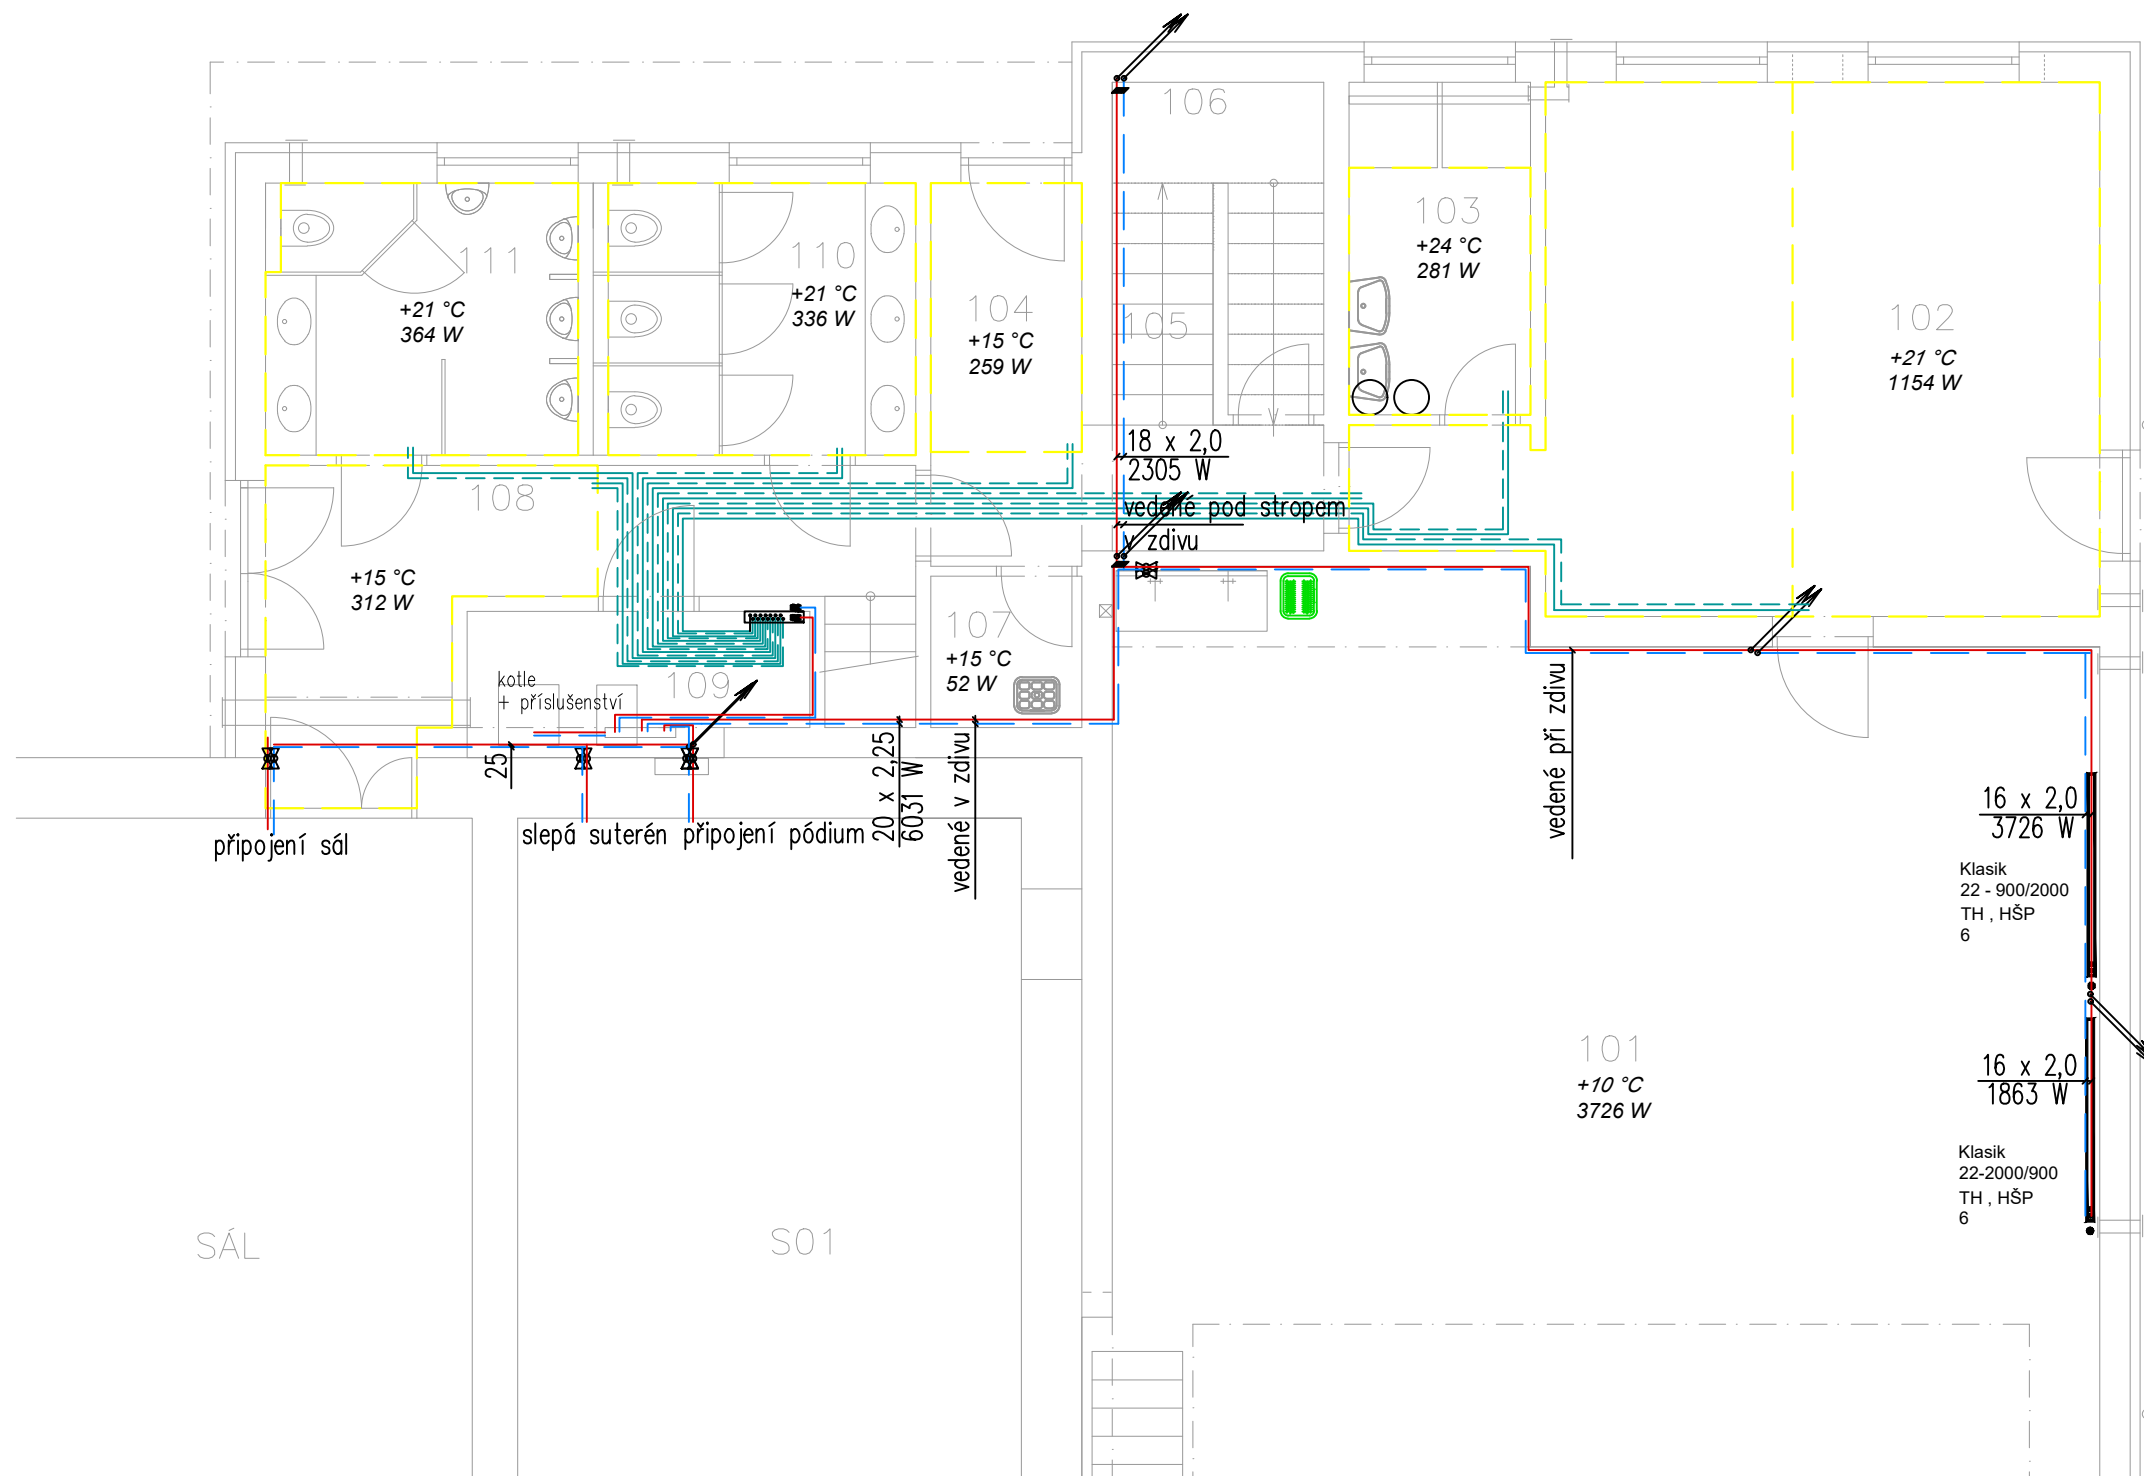 106
103
+24 °C
281 W
111
+21 °C
364 W
110
+21 °C
336 W
104
+15 °C
259 W
105
102
+21 °C
1154 W
18 x 2,0
2305 W
vedené pod stropem
v zdivu
108
+15 °C
312 W
107
+15 °C
52 W
109
kotle
+ příslušenství
25
20 x 2,25
6031 W
vedené v zdivu
vedené při zdivu
připojení sál
slepá suterén
připojení pódium
16 x 2,0
3726 W
Klasik
22 - 900/2000
TH , HŠP
6
101
+10 °C
3726 W
16 x 2,0
1863 W
Klasik
22-2000/900
TH , HŠP
6
SÁL
S01